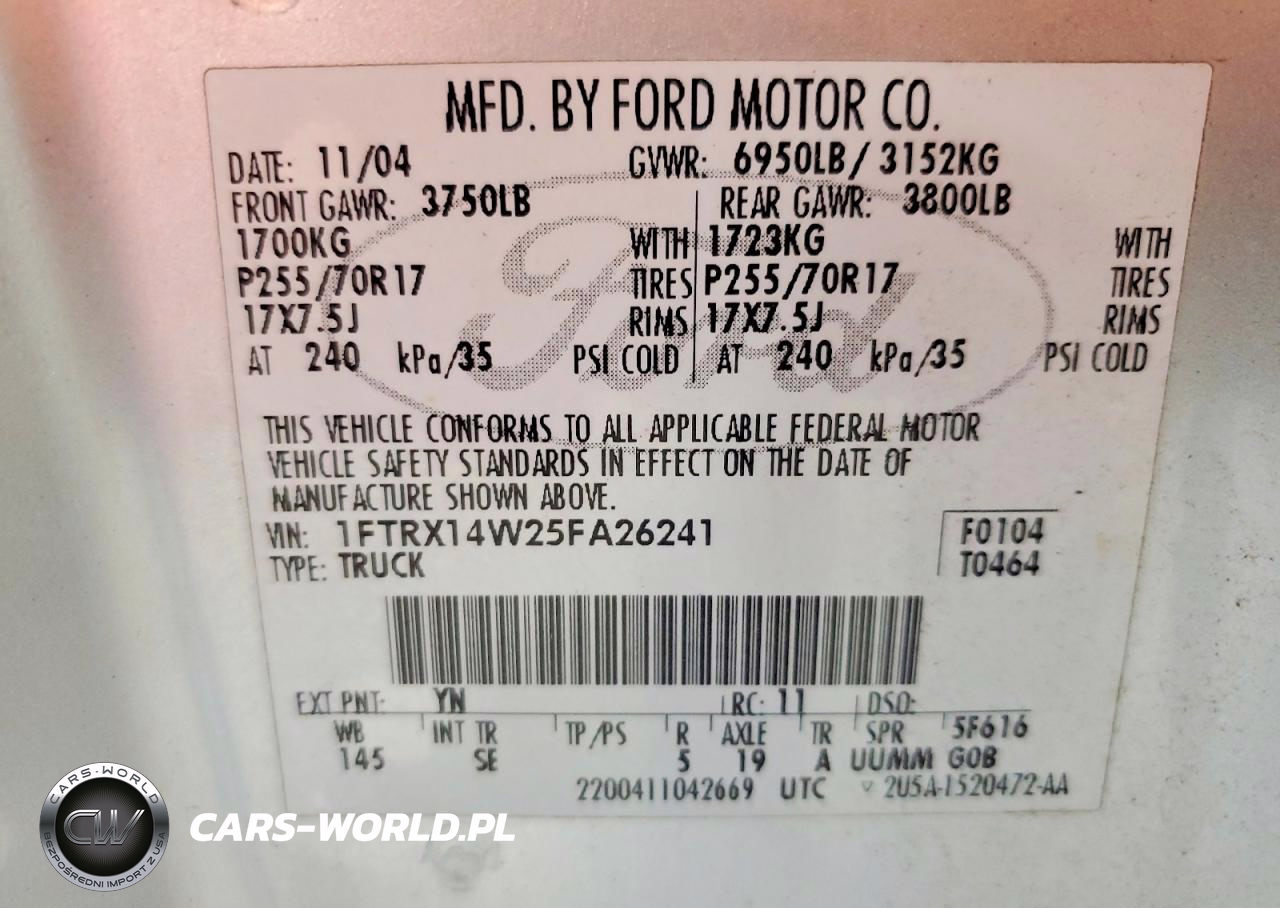 MFD. BY FORD MOTOR CO.
DATE: 11/04 GVWR: 6950LB/ 3152KG
FRONT GAWR: 3750LB REAR GAWR: 3800LB
1700KG WITH 1723KG WITH
P255/70R17 TIRES P255/70R17 TIRES
17X7.5J RIMS 17X7.5J RIMS
AT 240 kPa/35 PSI COLD AT 240 kPa/35 PSI COLD
Ford
THIS VEHICLE CONFORMS TO ALL APPLICABLE FEDERAL MOTOR
VEHICLE SAFETY STANDARDS IN EFFECT ON THE DATE OF
MANUFACTURE SHOWN ABOVE.
VIN: 1FTRX14W25FA26241 F0104
TYPE: TRUCK T0464
EXT PNT: YN RC: 11 DSO:
WB INT TR TP/PS R AXLE TR SPR 5F616
145 SE 5 19 A UUMM GOB
2200411042669 UTC ▽ 2U5A-1520472-AA
CARS-WORLD
CW
BEZPOŚREDNI IMPORT Z USA
CARS-WORLD.PL